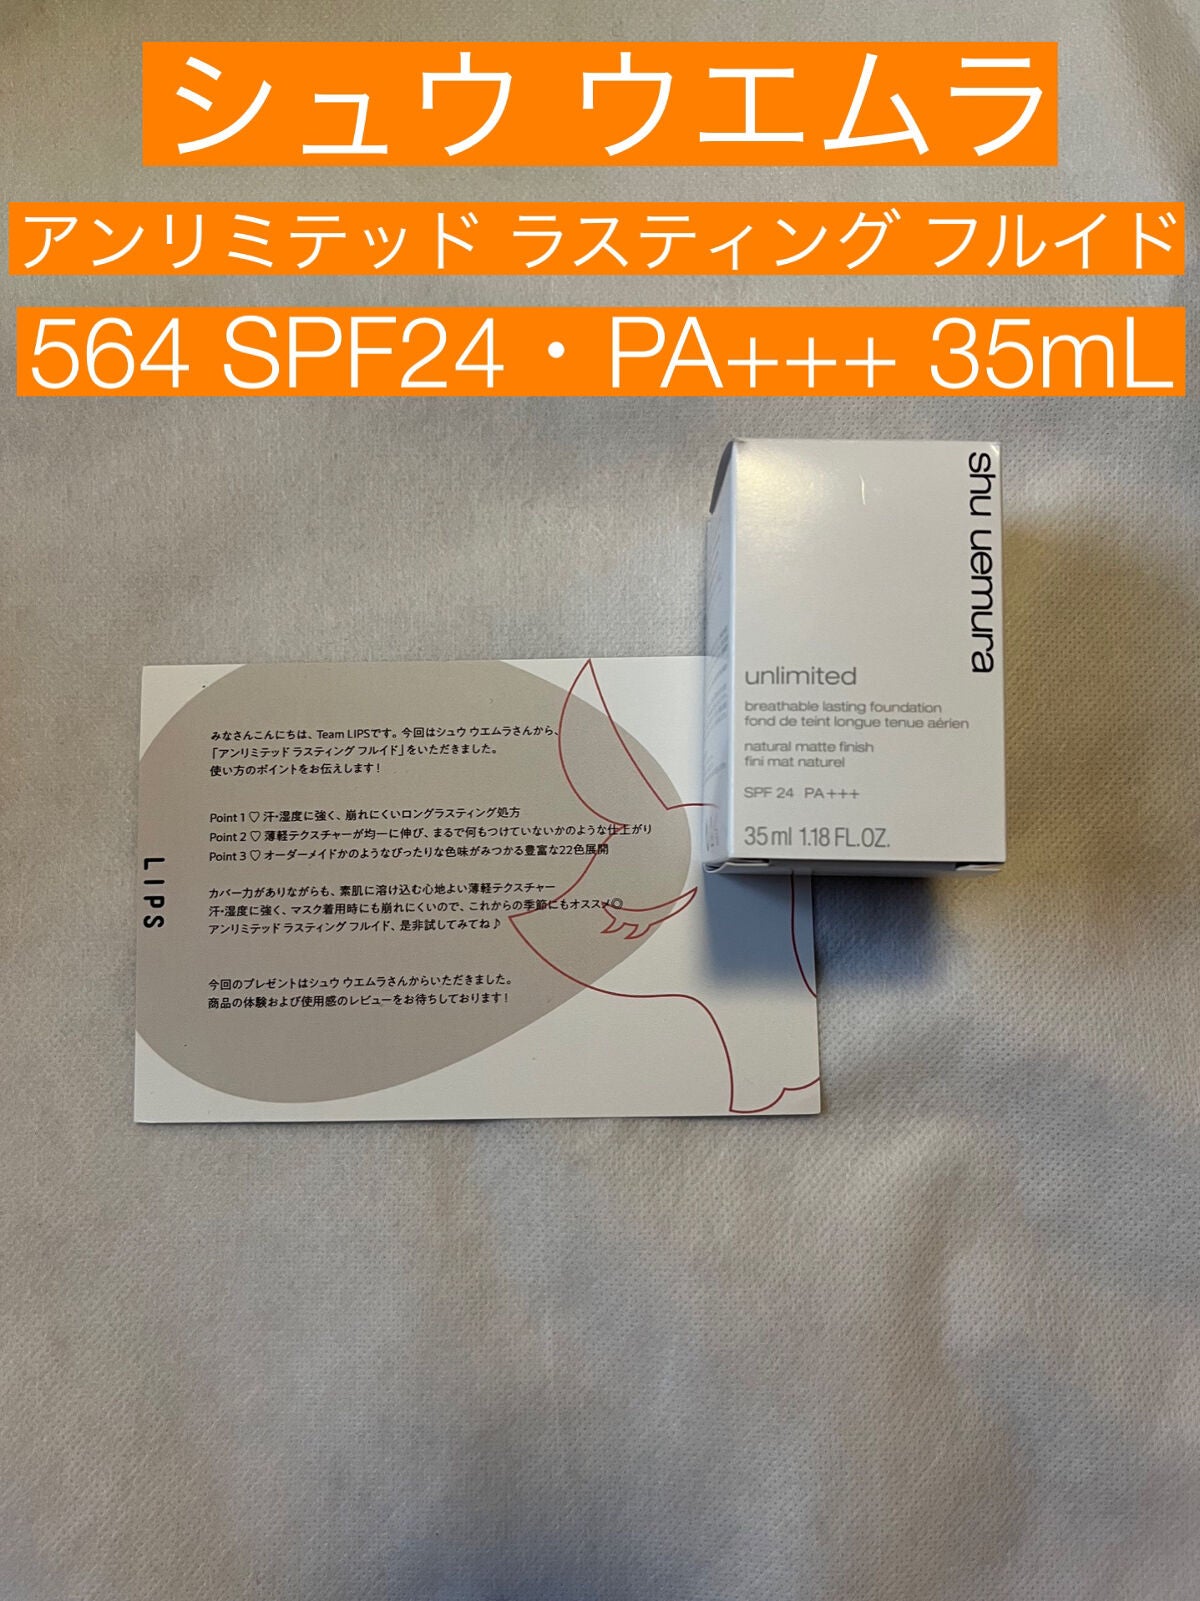 シュウ ウエムラ
アンリミテッド ラスティング フルイド
564 SPF24・PA+++ 35mL
shu uemura
unlimited
breathable lasting foundation
fond de teint longue tenue aérien
natural matte finish
fini mat naturel
SPF 24 PA+++
35 ml 1.18 FL.OZ.
みなさんこんにちは、Team LIPSです。今回はシュウ ウエムラさんから、
「アンリミテッド ラスティング フルイド」をいただきました。
使い方のポイントをお伝えします！
Point 1 ♡ 汗・湿度に強く、崩れにくいロングラスティング処方
Point 2 ♡ 薄軽テクスチャーが均一に伸び、まるで何もつけていないかのような仕上がり
Point 3 ♡ オーダーメイドかのようなぴったりな色味がみつかる豊富な22色展開
カバー力がありながらも、素肌に溶け込む心地よい薄軽テクスチャー
汗・湿度に強く、マスク着用時にも崩れにくいので、これからの季節にもオススメ◎
アンリミテッド ラスティング フルイド、是非試してみてね♪
今回のプレゼントはシュウ ウエムラさんからいただきました。
商品の体験および使用感のレビューをお待ちしております！
LIPS